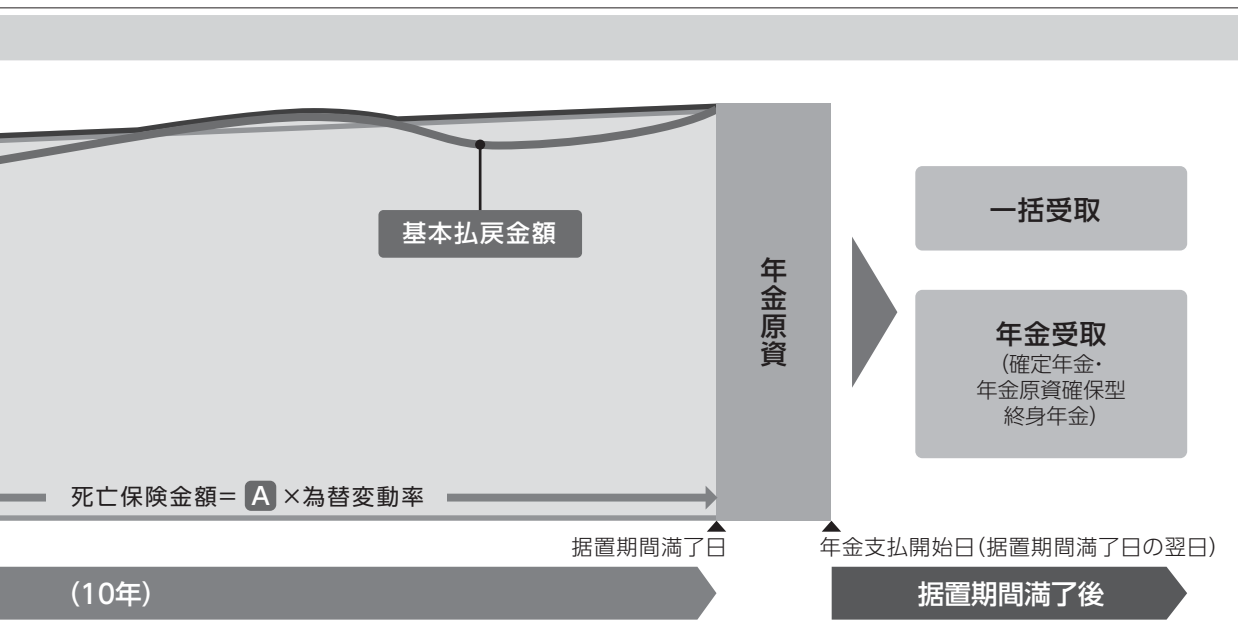 基本払戻金額
年金原資
一括受取
年金受取
(確定年金・
年金原資確保型
終身年金)
死亡保険金額= A ×為替変動率
据置期間満了日
年金支払開始日(据置期間満了日の翌日)
(10年)
据置期間満了後